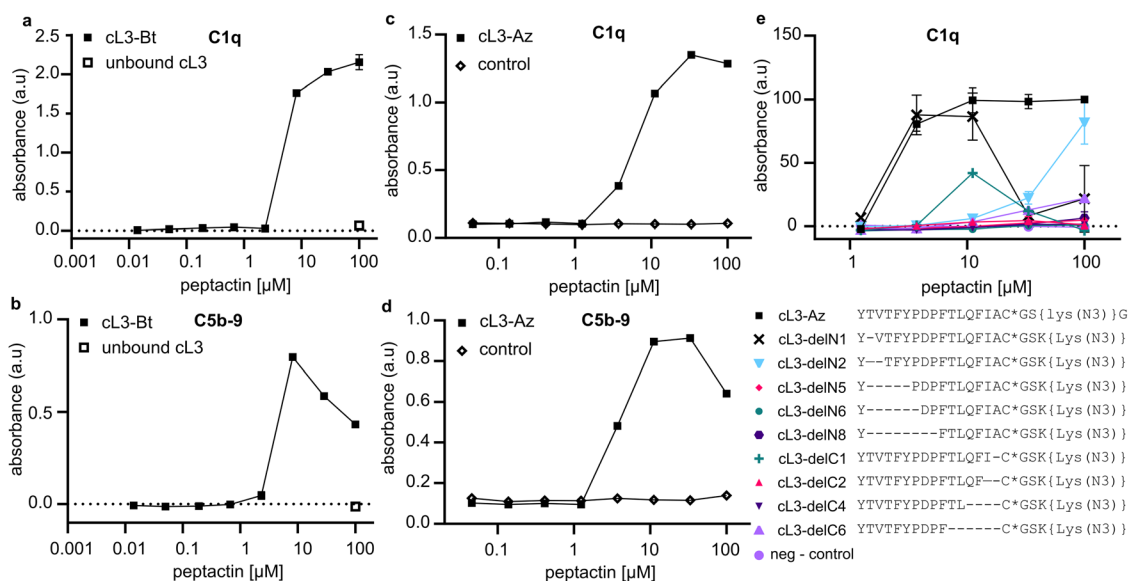 a
C1q
cL3-Bt
unbound cL3
absorbance (a.u)
2.5
2.0
1.5
1.0
0.5
0.0
0.001 0.01 0.1 1 10 100
peptactin [µM]
b
C5b-9
cL3-Bt
unbound cL3
absorbance (a.u)
1.0
0.5
0.0
0.001 0.01 0.1 1 10 100
peptactin [µM]
c
C1q
cL3-Az
control
absorbance (a.u)
1.5
1.0
0.5
0.0
0.1 1 10 100
peptactin [µM]
d
C5b-9
cL3-Az
control
absorbance (a.u)
1.0
0.8
0.6
0.4
0.2
0.0
0.1 1 10 100
peptactin [µM]
e
C1q
absorbance (a.u)
150
100
50
0
1 10 100
peptactin [µM]
cL3-Az YTVTFYPDPFTLQFIAC*GS{lys(N3)}G
cL3-delN1 Y-VTFYPDPFTLQFIAC*GSK{Lys(N3)}
cL3-delN2 Y--TFYPDPFTLQFIAC*GSK{Lys(N3)}
cL3-delN5 Y-----PDPFTLQFIAC*GSK{Lys(N3)}
cL3-delN6 Y------DPFTLQFIAC*GSK{Lys(N3)}
cL3-delN8 Y--------FTLQFIAC*GSK{Lys(N3)}
cL3-delC1 YTVTFYPDPFTLQFI-C*GSK{Lys(N3)}
cL3-delC2 YTVTFYPDPFTLQF--C*GSK{Lys(N3)}
cL3-delC4 YTVTFYPDPFTL----C*GSK{Lys(N3)}
cL3-delC6 YTVTFYPDPF------C*GSK{Lys(N3)}
neg - control